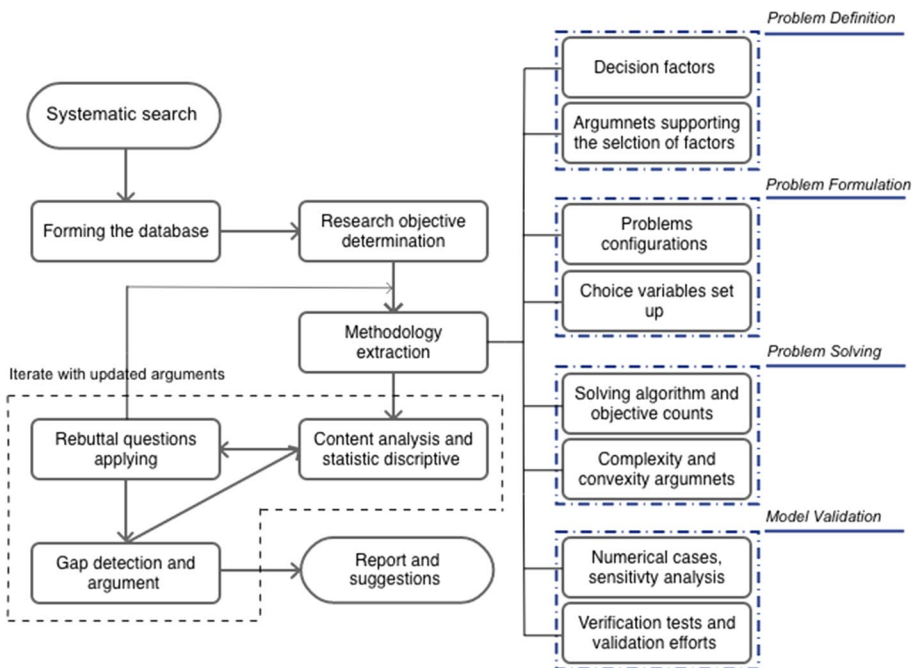 Problem Definition
Decision factors
Systematic search
Argumnets supporting
the selction of factors
Problem Formulation
Forming the database
Research objective
determination
Problems
configurations
Choice variables set
up
Methodology
extraction
Problem Solving
Iterate with updated arguments
Solving algorithm and
objective counts
Rebuttal questions
applying
Content analysis and
statistic discriptive
Complexity and
convexity argumnets
Model Validation
Gap detection and
argument
Report and
suggestions
Numerical cases,
sensitivty analysis
Verification tests and
validation efforts